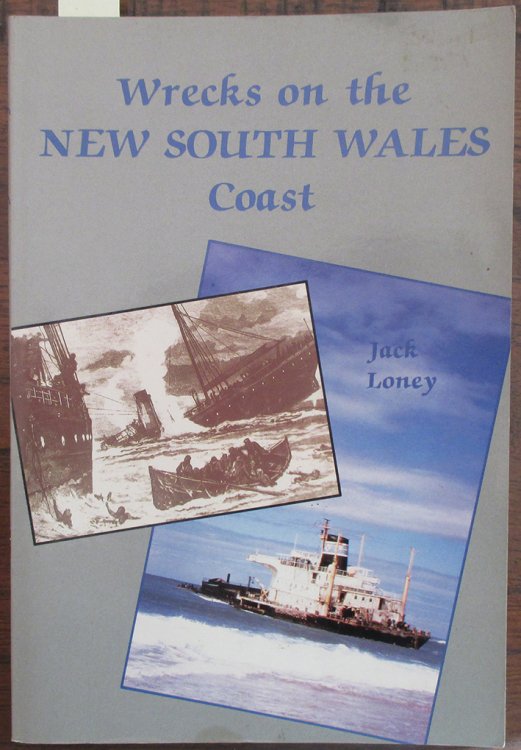 Wrecks on the
NEW SOUTH WALES
Coast
Jack
Loney